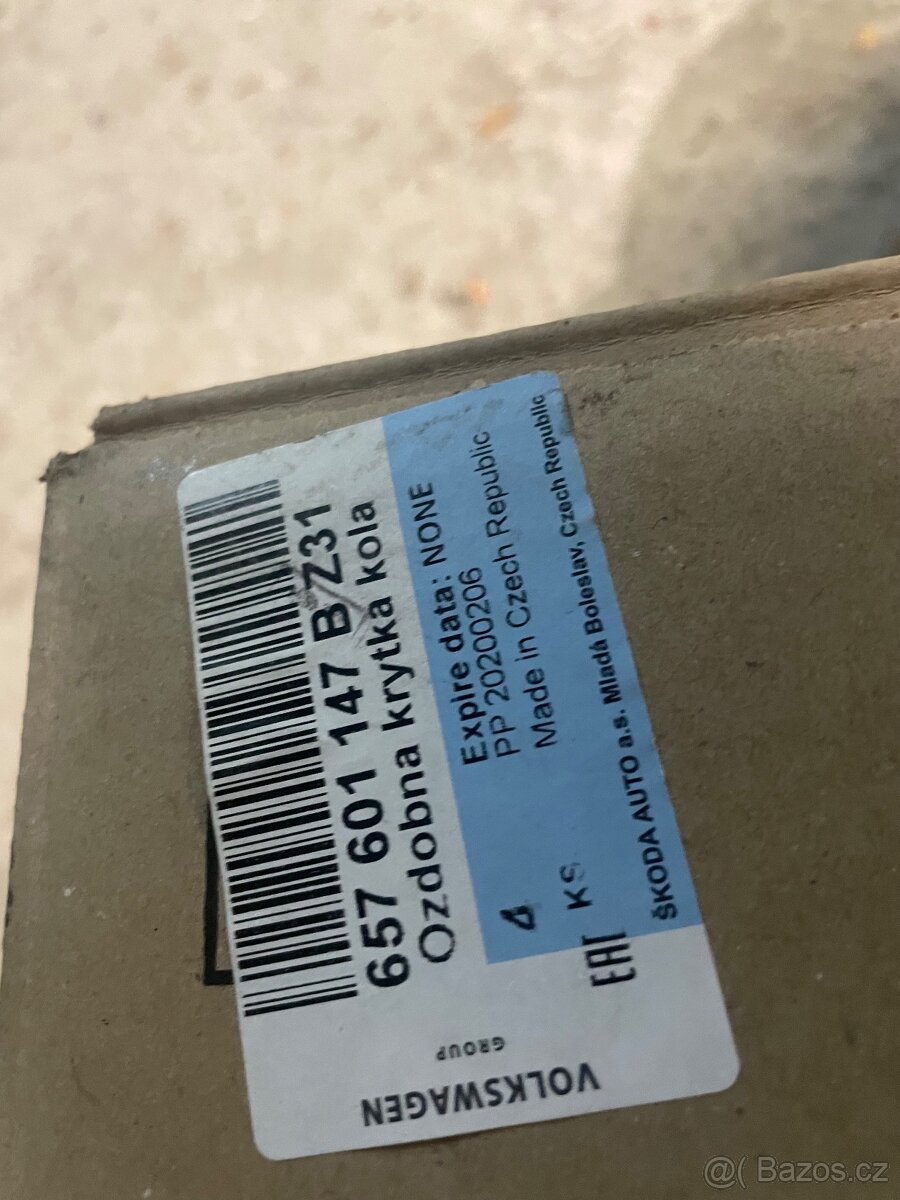 657 601 147 B Z31
Ozdobna krytka kola
Expire data: NONE
PP 20200206
Made in Czech Republic
4
KS
EAC
ŠKODA AUTO a.s. Mladá Boleslav, Czech Republic
VOLKSWAGEN
GROUP
@( Bazos.cz